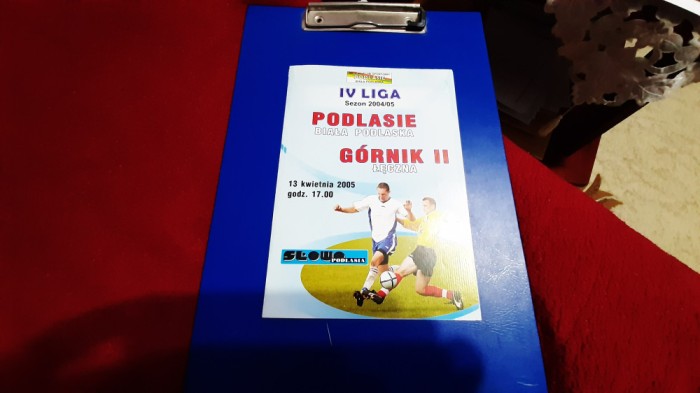 PODLASIE
IV LIGA
Sezon 2004/05
PODLASIE
BIAŁA PODLASKA
GÓRNIK II
ŁĘCZNA
13 kwietnia 2005
godz. 17.00
SŁOWO
PODLASIA